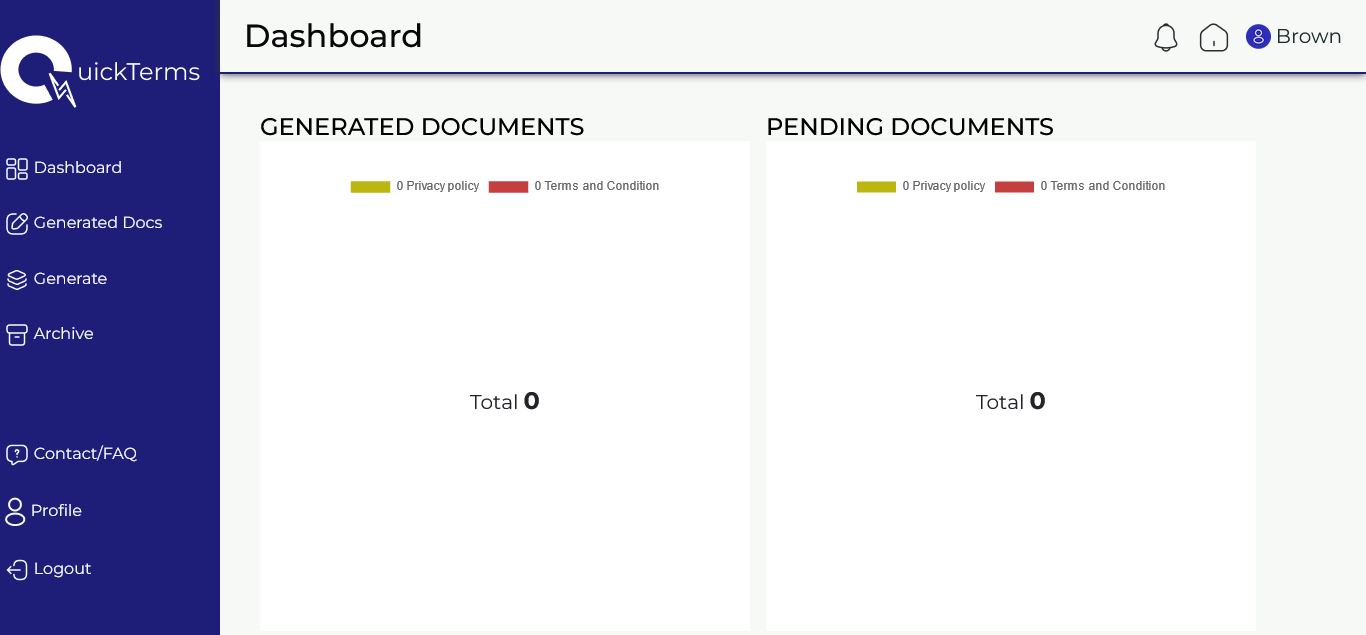 QuickTerms
Dashboard
Generated Docs
Generate
Archive
Contact/FAQ
Profile
Logout
Dashboard
Brown
GENERATED DOCUMENTS
0 Privacy policy 0 Terms and Condition
Total 0
PENDING DOCUMENTS
0 Privacy policy 0 Terms and Condition
Total 0